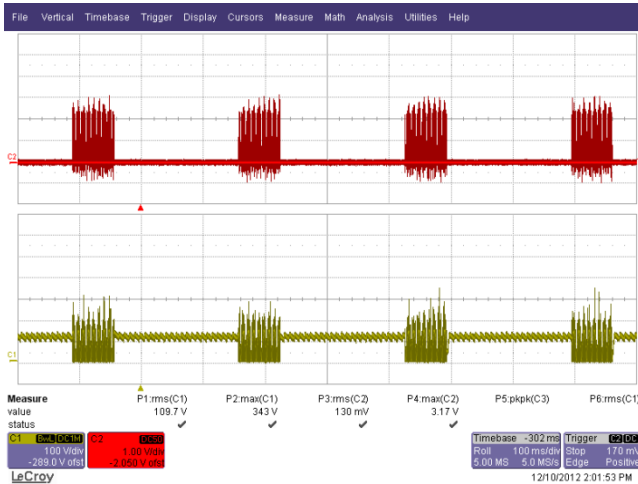 File Vertical Timebase Trigger Display Cursors Measure Math Analysis Utilities Help
C2
C1
Measure P1:rms(C1) P2:max(C1) P3:rms(C2) P4:max(C2) P5:pkpk(C3) P6:rms(C1)
value 109.7 V 343 V 130 mV 3.17 V
status
C1 BwL DC1M C2 DC50 Timebase -302 ms Trigger C2 DC
100 V/div 1.00 V/div Roll 100 ms/div Stop 170 mV
-289.0 V ofst -2.050 V ofst 5.00 MS 5.0 MS/s Edge Positive
LeCroy 12/10/2012 2:01:53 PM